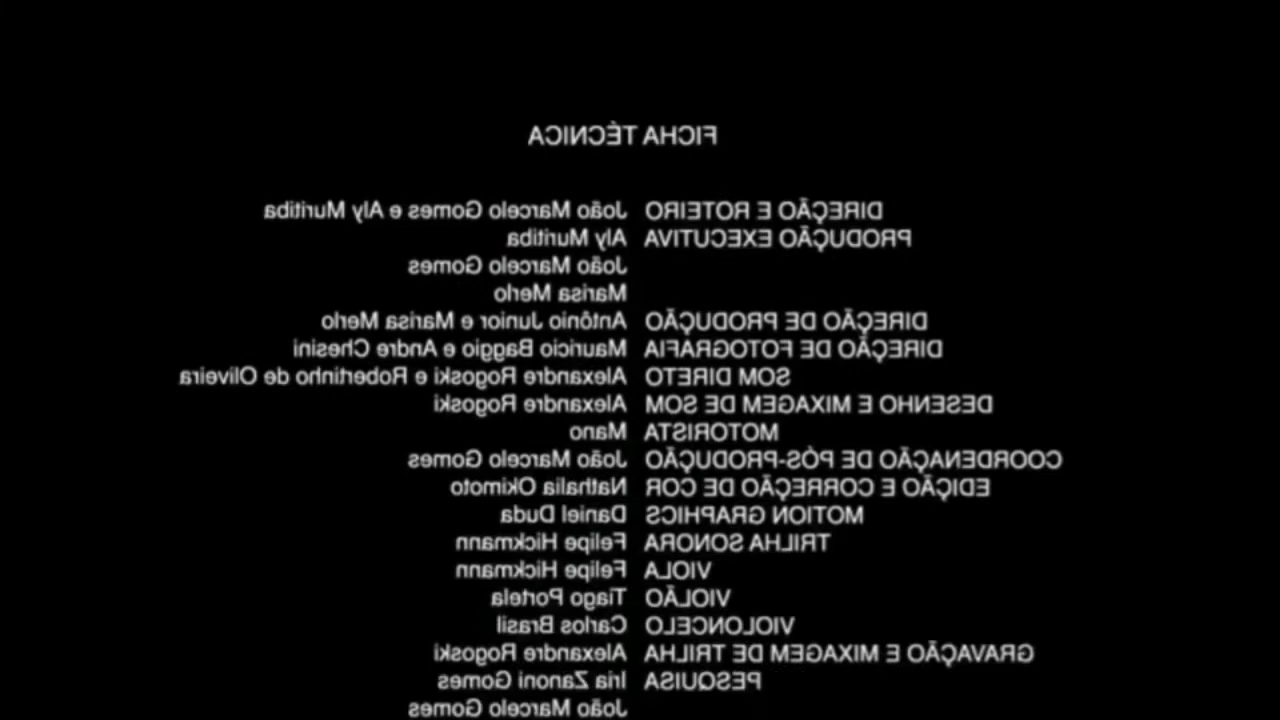 FICHA TÉCNICA
DIREÇÃO E ROTEIRO João Marcelo Gomes e Aly Muritiba
PRODUÇÃO EXECUTIVA Aly Muritiba
João Marcelo Gomes
Marisa Merlo
DIREÇÃO DE PRODUÇÃO Antônio Junior e Marisa Merlo
DIREÇÃO DE FOTOGRAFIA Mauricio Baggio e Andre Chesini
SOM DIRETO Alexandre Rogoski e Robertinho de Oliveira
DESENHO E MIXAGEM DE SOM Alexandre Rogoski
MOTORISTA Mano
COORDENAÇÃO DE PÓS-PRODUÇÃO João Marcelo Gomes
EDIÇÃO E CORREÇÃO DE COR Nathalia Okimoto
MOTION GRAPHICS Daniel Duda
TRILHA SONORA Felipe Hickmann
VIOLA Felipe Hickmann
VIOLÃO Tiago Portela
VIOLONCELO Carlos Brasil
GRAVAÇÃO E MIXAGEM DE TRILHA Alexandre Rogoski
PESQUISA Iria Zanoni Gomes
João Marcelo Gomes